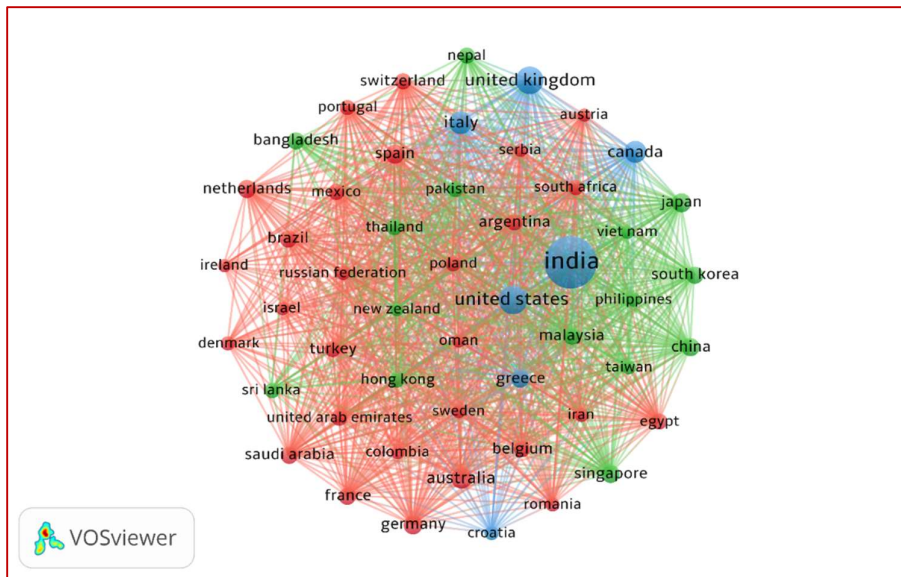 nepal
switzerland
united kingdom
portugal
italy
austria
bangladesh
spain
serbia
canada
netherlands
mexico
pakistan
south africa
japan
thailand
argentina
viet nam
brazil
ireland
russian federation
poland
india
south korea
israel
new zealand
united states
philippines
denmark
turkey
oman
malaysia
china
sri lanka
hong kong
greece
taiwan
united arab emirates
sweden
iran
egypt
saudi arabia
colombia
belgium
france
australia
singapore
germany
croatia
romania
VOSviewer